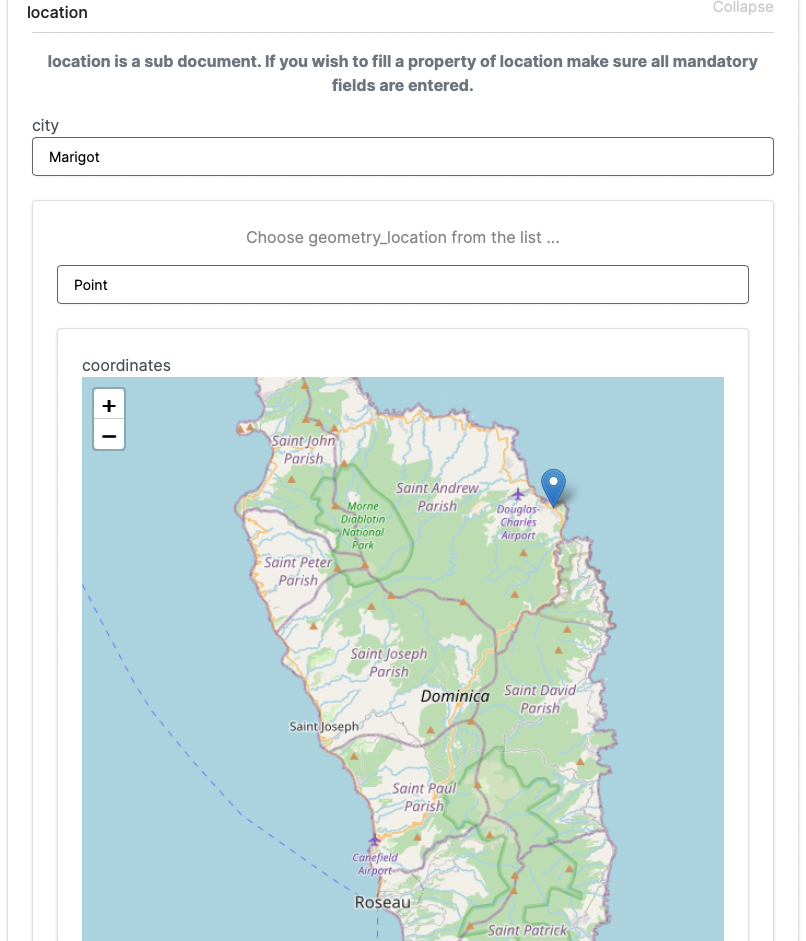 location
Collapse
location is a sub document. If you wish to fill a property of location make sure all mandatory
fields are entered.
city
Marigot
Choose geometry_location from the list ...
Point
coordinates
+
−
Saint John
Parish
Saint Andrew
Parish
Morne
Diablotin
National
Park
Douglas-
Charles
Airport
Saint Peter
Parish
Saint Joseph
Parish
Dominica
Saint David
Parish
Saint Joseph
Saint Paul
Parish
Canefield
Airport
Roseau
Saint Patrick